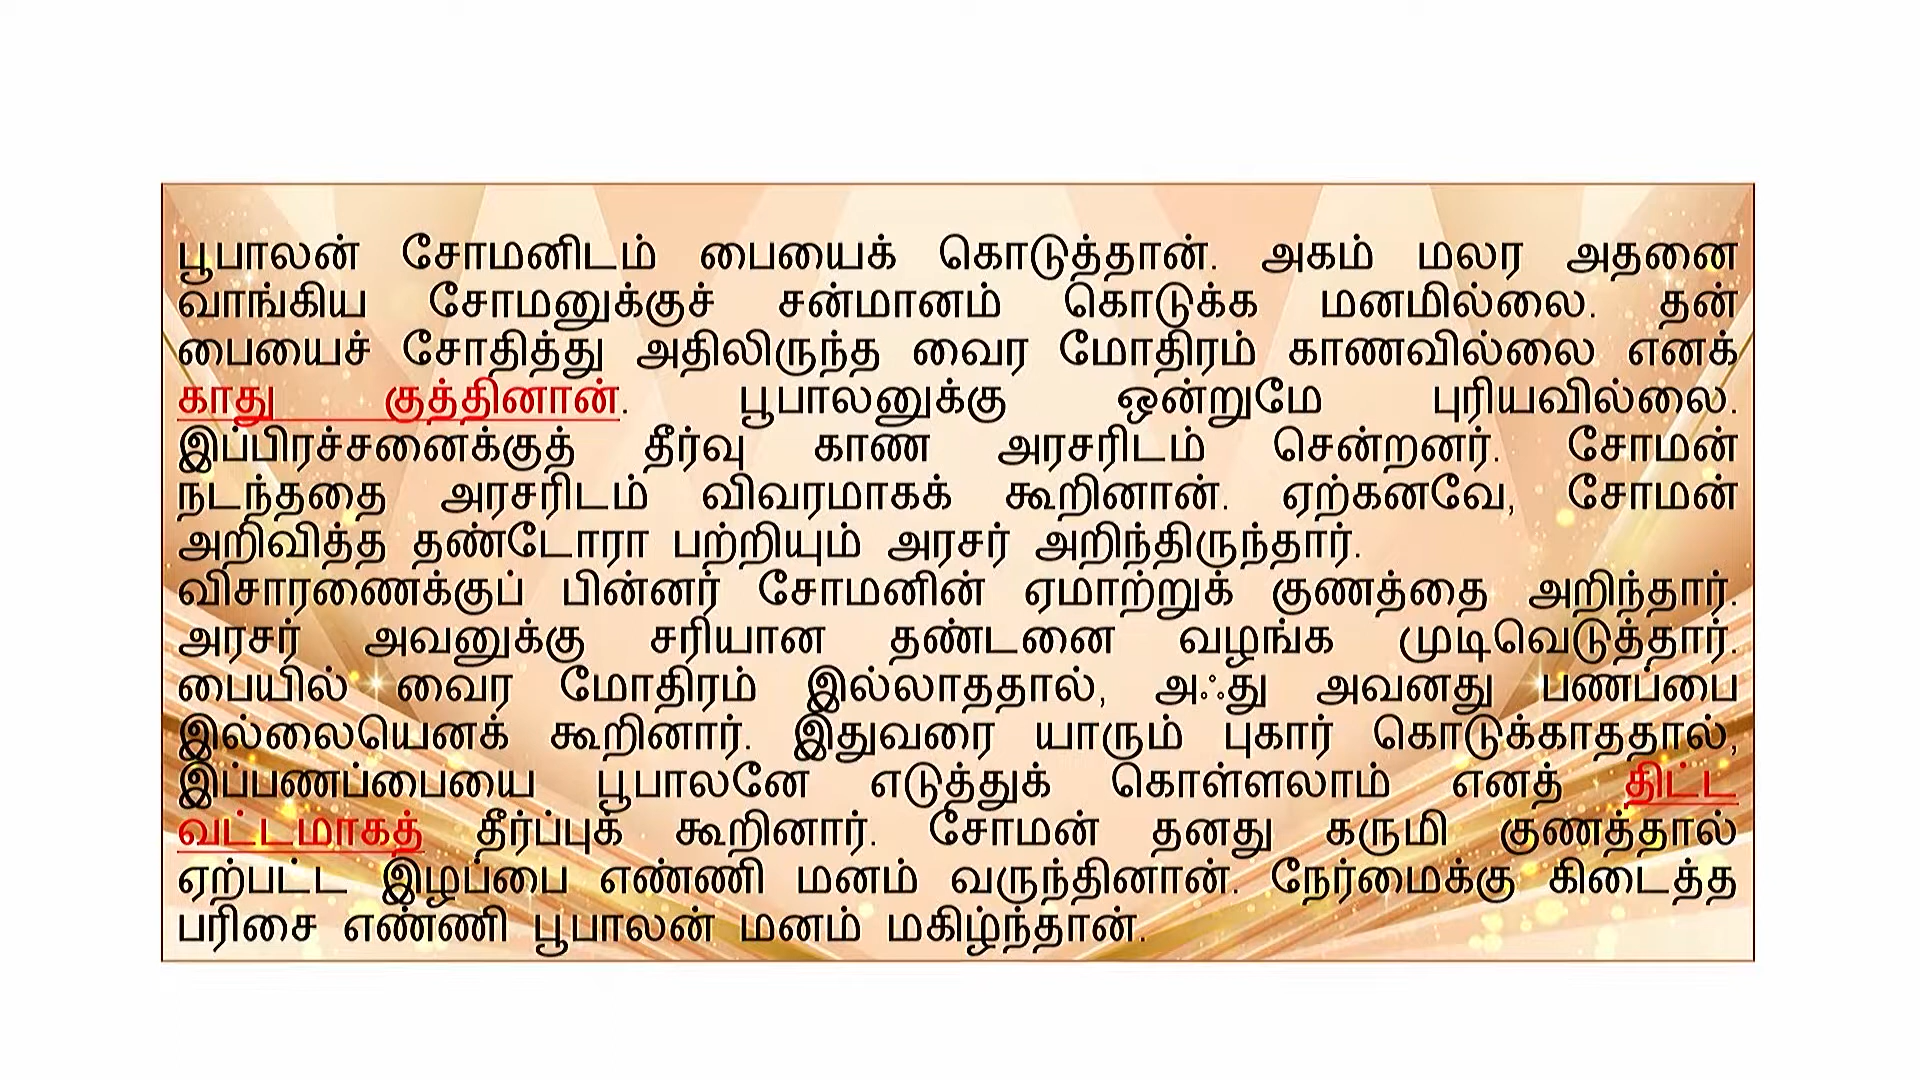 பூபாலன் சோமனிடம் பையைக் கொடுத்தான். அகம் மலர அதனை
வாங்கிய சோமனுக்குச் சன்மானம் கொடுக்க மனமில்லை. தன்
பையைச் சோதித்து அதிலிருந்த வைர மோதிரம் காணவில்லை எனக்
காது குத்தினான். பூபாலனுக்கு ஒன்றுமே புரியவில்லை.
இப்பிரச்சனைக்குத் தீர்வு காண அரசரிடம் சென்றனர். சோமன்
நடந்ததை அரசரிடம் விவரமாகக் கூறினான். ஏற்கனவே, சோமன்
அறிவித்த தண்டோரா பற்றியும் அரசர் அறிந்திருந்தார்.
விசாரணைக்குப் பின்னர் சோமனின் ஏமாற்றுக் குணத்தை அறிந்தார்.
அரசர் அவனுக்கு சரியான தண்டனை வழங்க முடிவெடுத்தார்.
பையில் வைர மோதிரம் இல்லாததால், அஃது அவனது பணப்பை
இல்லையெனக் கூறினார். இதுவரை யாரும் புகார் கொடுக்காததால்,
இப்பணப்பையை பூபாலனே எடுத்துக் கொள்ளலாம் எனத் திட்ட
வட்டமாகத் தீர்ப்புக் கூறினார். சோமன் தனது கருமி குணத்தால்
ஏற்பட்ட இழப்பை எண்ணி மனம் வருந்தினான். நேர்மைக்கு கிடைத்த
பரிசை எண்ணி பூபாலன் மனம் மகிழ்ந்தான்.